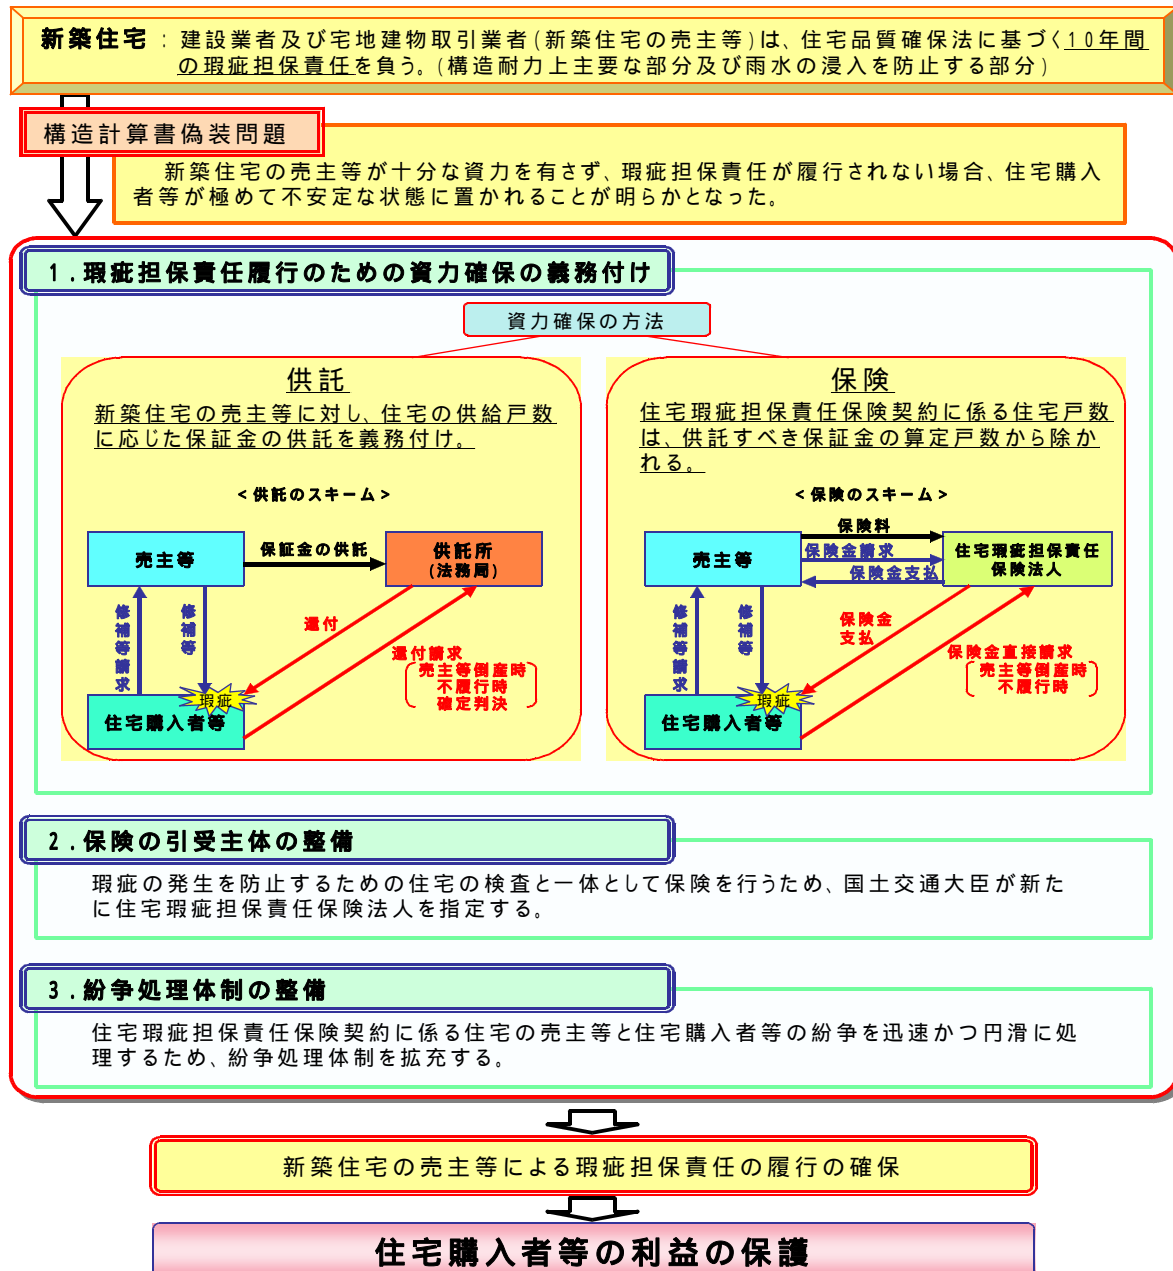 新築住宅：建設業者及び宅地建物取引業者(新築住宅の売主等)は、住宅品質確保法に基づく10年間
の瑕疵担保責任を負う。(構造耐力上主要な部分及び雨水の浸入を防止する部分)
構造計算書偽装問題
新築住宅の売主等が十分な資力を有さず、瑕疵担保責任が履行されない場合、住宅購入
者等が極めて不安定な状態に置かれることが明らかとなった。
１．瑕疵担保責任履行のための資力確保の義務付け
資力確保の方法
供託
新築住宅の売主等に対し、住宅の供給戸数
に応じた保証金の供託を義務付け。
＜供託のスキーム＞
売主等
保証金の供託
供託所
(法務局)
修補等請求
修補等
還付
還付請求
売主等倒産時
不履行時
確定判決
瑕疵
住宅購入者等
保険
住宅瑕疵担保責任保険契約に係る住宅戸数
は、供託すべき保証金の算定戸数から除か
れる。
＜保険のスキーム＞
売主等
保険料
保険金請求
保険金支払
住宅瑕疵担保責任
保険法人
修補等請求
修補等
保険金
支払
保険金直接請求
売主等倒産時
不履行時
瑕疵
住宅購入者等
２．保険の引受主体の整備
瑕疵の発生を防止するための住宅の検査と一体として保険を行うため、国土交通大臣が新た
に住宅瑕疵担保責任保険法人を指定する。
３．紛争処理体制の整備
住宅瑕疵担保責任保険契約に係る住宅の売主等と住宅購入者等の紛争を迅速かつ円滑に処
理するため、紛争処理体制を拡充する。
新築住宅の売主等による瑕疵担保責任の履行の確保
住宅購入者等の利益の保護